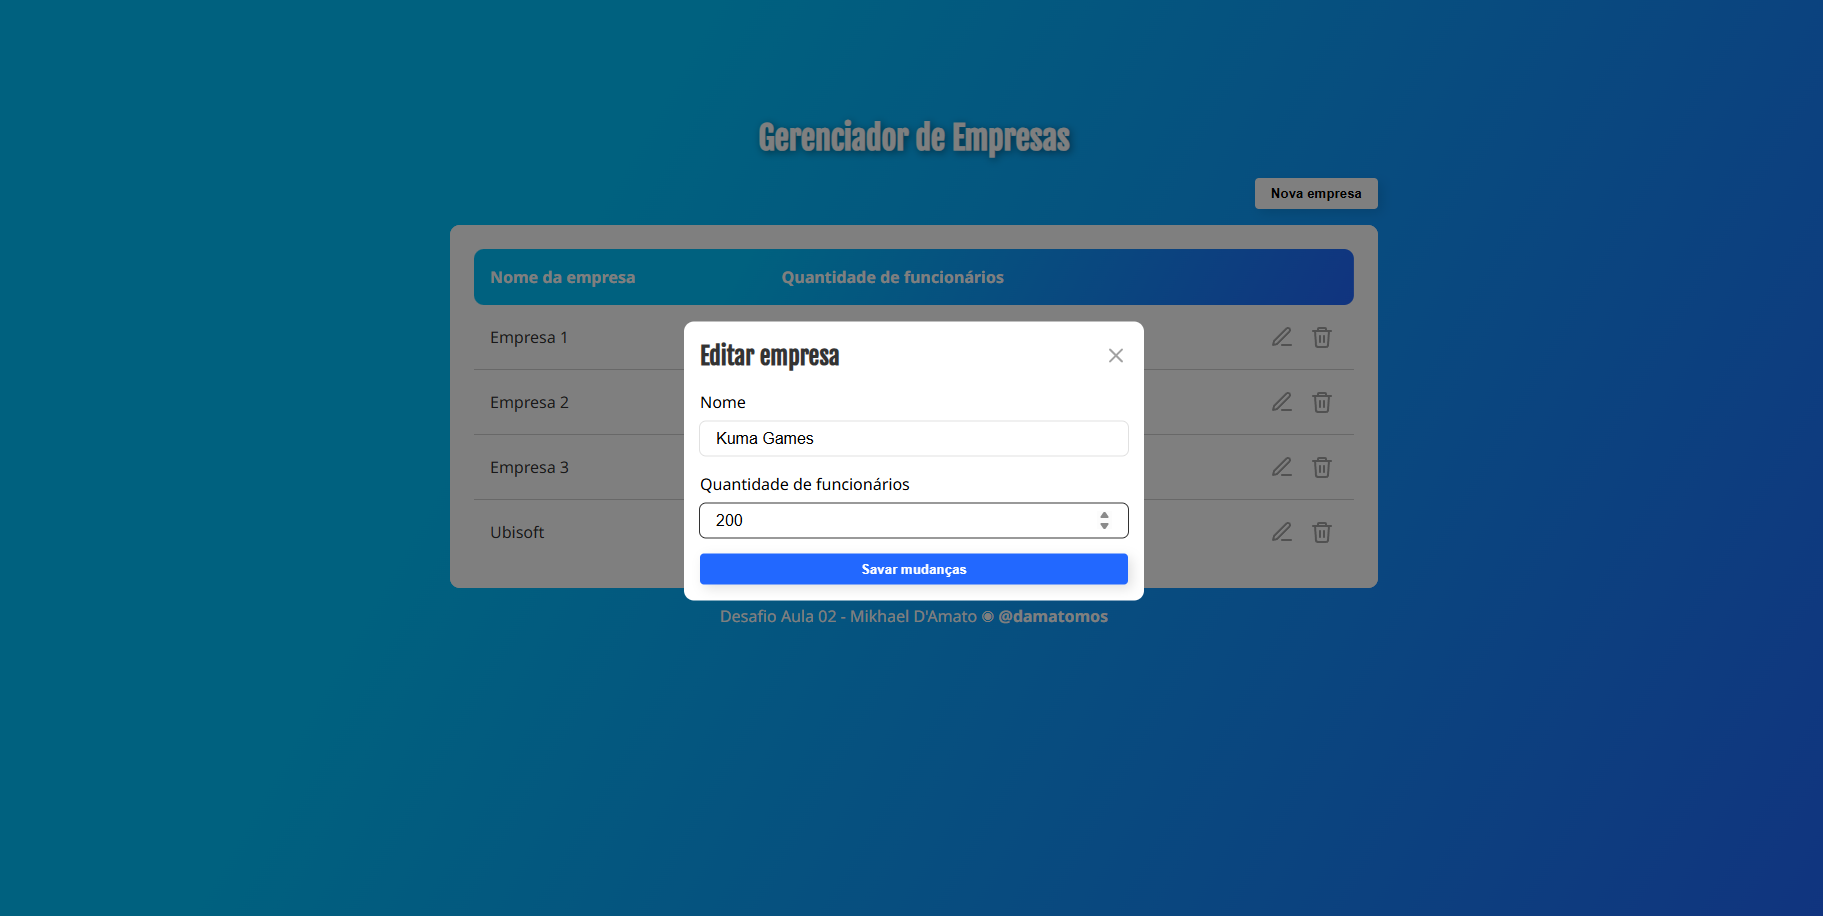 Gerenciador de Empresas
Nova empresa
Nome da empresa Quantidade de funcionários
Empresa 1
Empresa 2
Empresa 3
Ubisoft
Editar empresa
Nome
Kuma Games
Quantidade de funcionários
200
Savar mudanças
Desafio Aula 02 - Mikhael D'Amato ◉ @damatomos